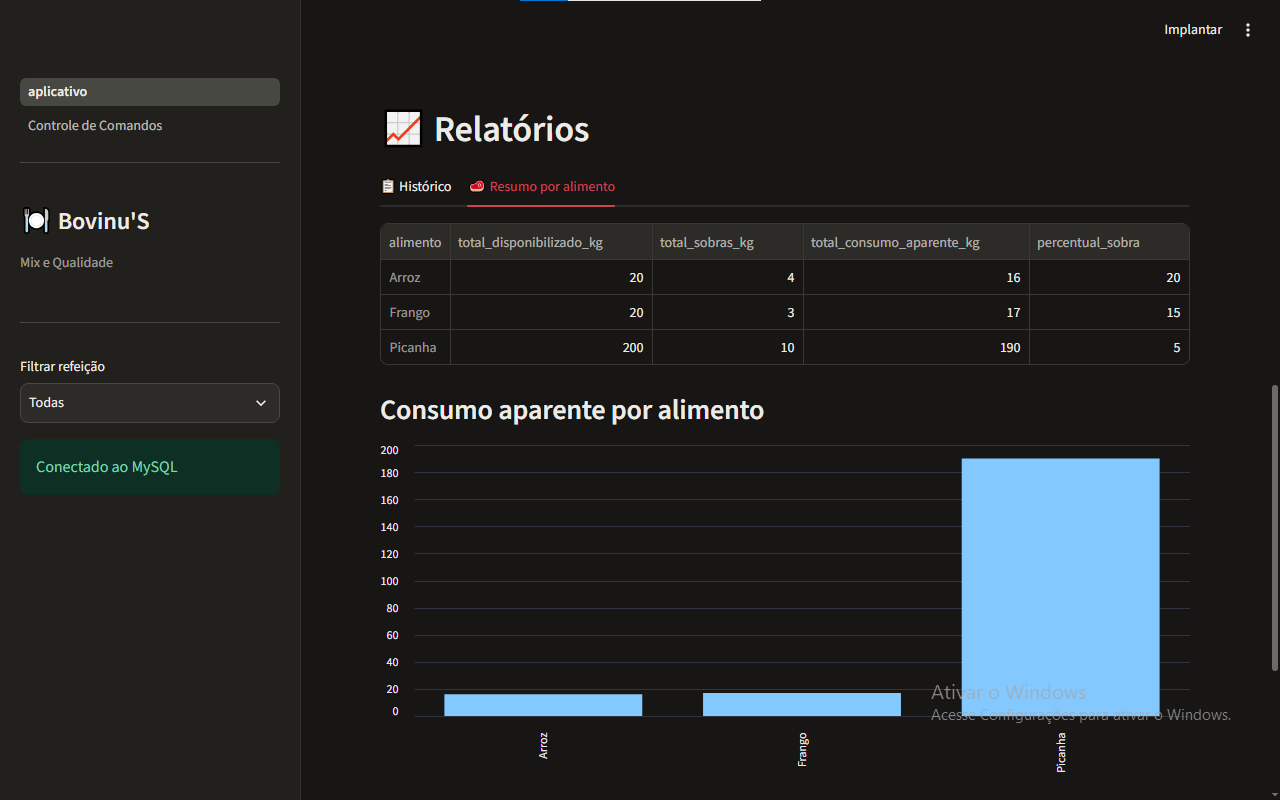 Implantar
aplicativo
Controle de Comandos
Bovinu'S
Mix e Qualidade
Filtrar refeição
Todas
Conectado ao MySQL
Relatórios
Histórico Resumo por alimento
alimento total_disponibilizado_kg total_sobras_kg total_consumo_aparente_kg percentual_sobra
Arroz 20 4 16 20
Frango 20 3 17 15
Picanha 200 10 190 5
Consumo aparente por alimento
200
180
160
140
120
100
80
60
40
20
0
Arroz Frango Picanha
Ativar o Windows
Acesse Configurações para ativar o Windows.